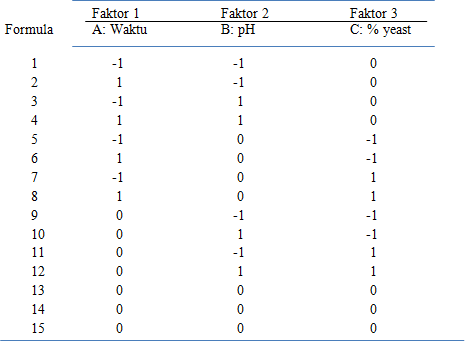 Faktor 1 Faktor 2 Faktor 3
Formula A: Waktu B: pH C: % yeast
1 -1 -1 0
2 1 -1 0
3 -1 1 0
4 1 1 0
5 -1 0 -1
6 1 0 -1
7 -1 0 1
8 1 0 1
9 0 -1 -1
10 0 1 -1
11 0 -1 1
12 0 1 1
13 0 0 0
14 0 0 0
15 0 0 0